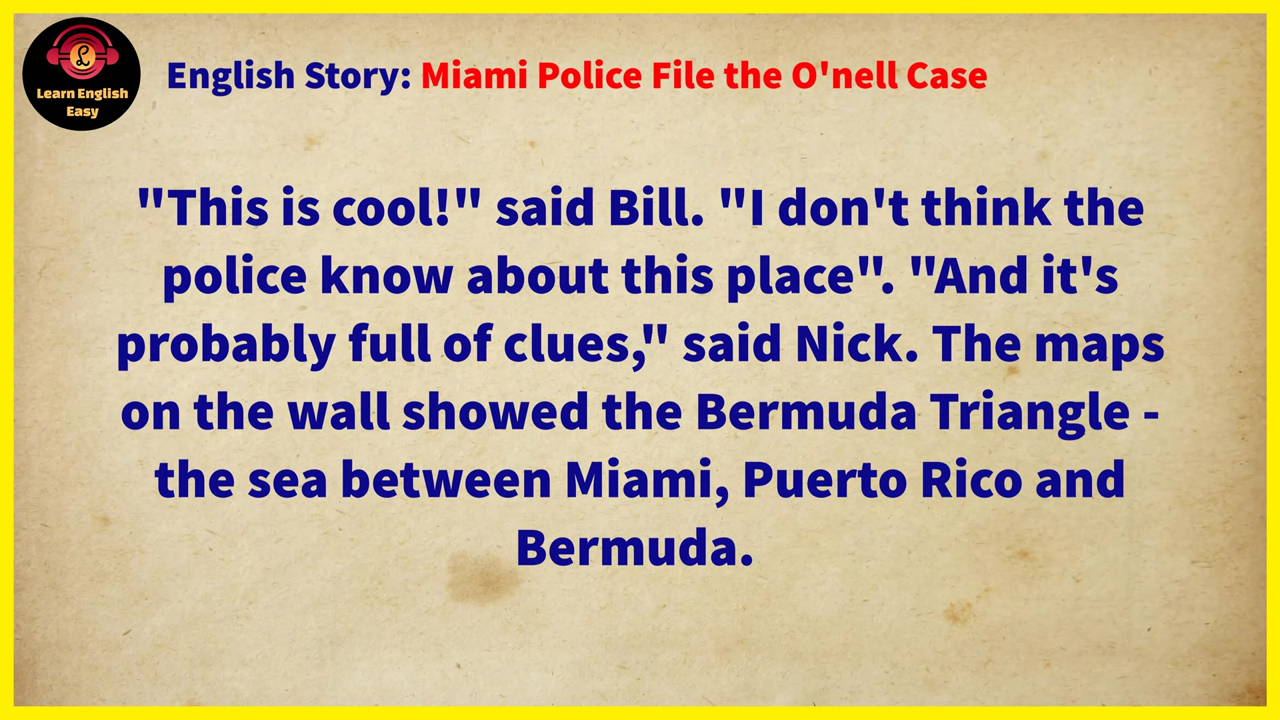 Learn English
Easy
English Story: Miami Police File the O'nell Case
"This is cool!" said Bill. "I don't think the
police know about this place". "And it's
probably full of clues," said Nick. The maps
on the wall showed the Bermuda Triangle -
the sea between Miami, Puerto Rico and
Bermuda.